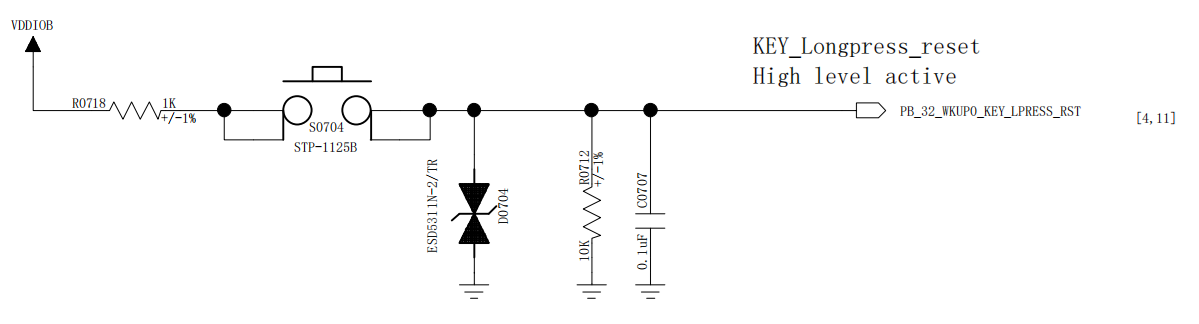 VDDIOB
KEY_Longpress_reset
High level active
R0718
1K
+/-1%
S0704
STP-1125B
PB_32_WKUP0_KEY_LPRESS_RST
[4,11]
ESD5311N-2/TR
D0704
R0712
+/-1%
10K
C0707
0.1uF